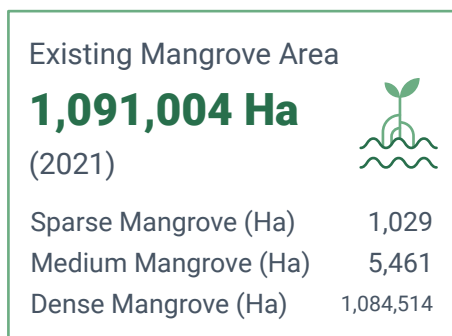 Existing Mangrove Area
1,091,004 Ha
(2021)
Sparse Mangrove (Ha) 1,029
Medium Mangrove (Ha) 5,461
Dense Mangrove (Ha) 1,084,514